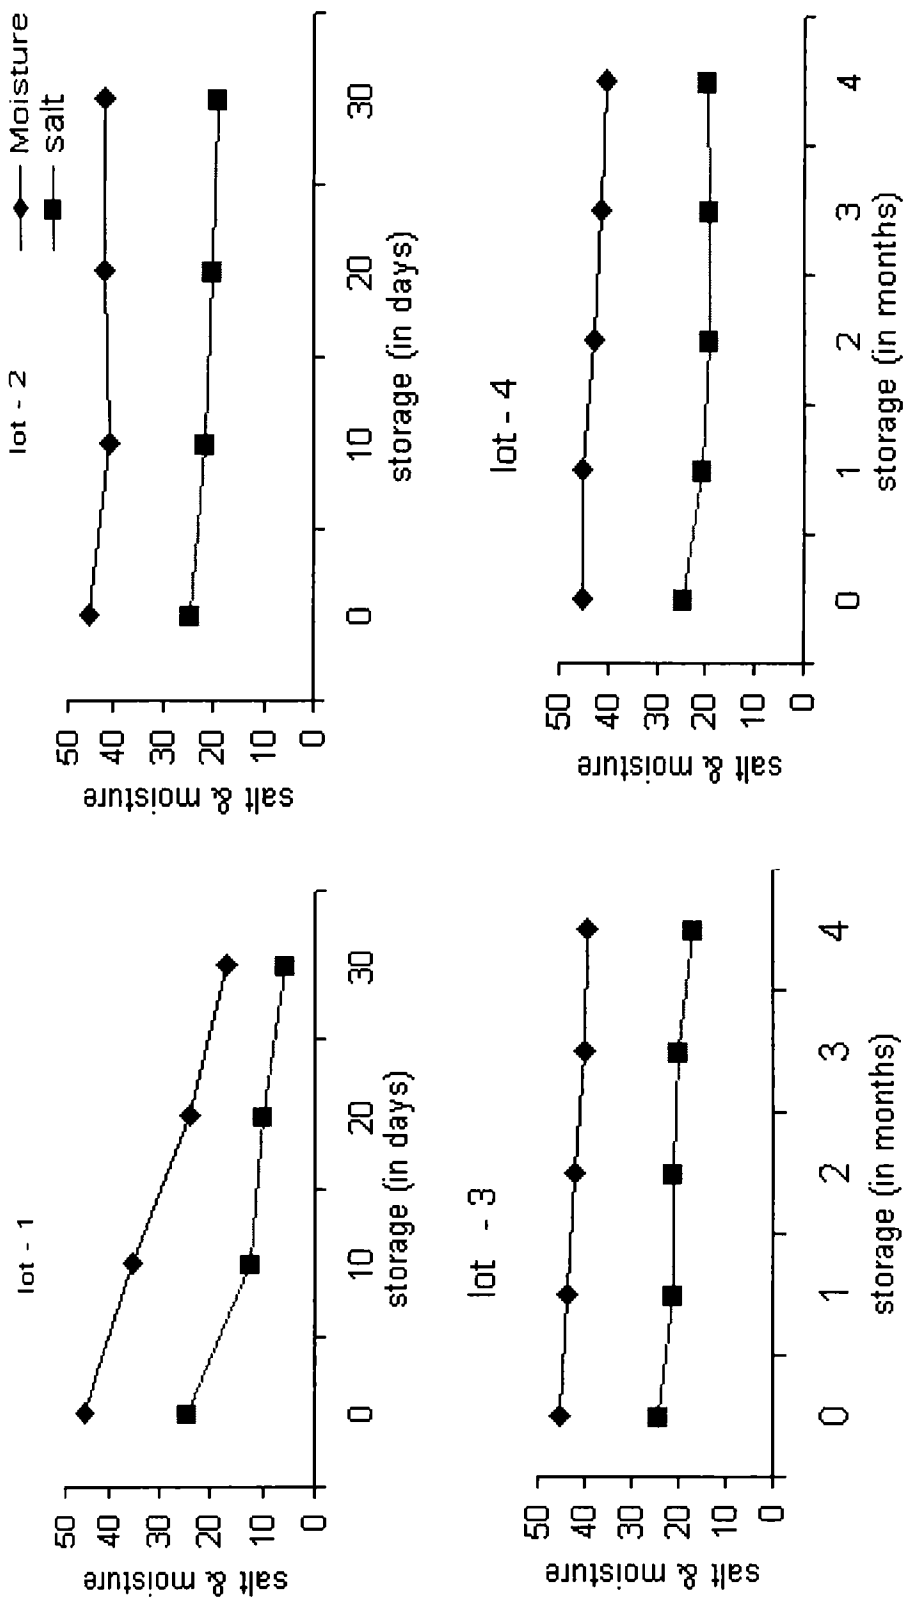 lot - 1
50
40
30
20
10
0
salt & moisture
0 10 20 30
storage (in days)
lot - 2
Moisture
salt
50
40
30
20
10
0
salt & moisture
0 10 20 30
storage (in days)
lot - 3
50
40
30
20
10
0
salt & moisture
0 1 2 3 4
storage (in months)
lot - 4
50
40
30
20
10
0
salt & moisture
0 1 2 3 4
storage (in months)